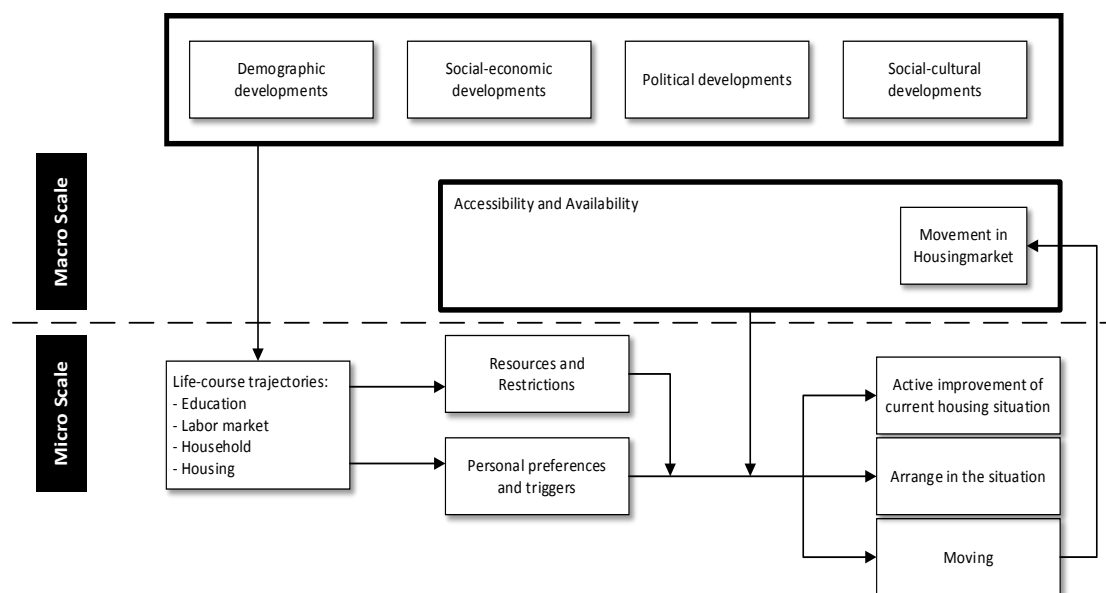 Demographic
developments
Social-economic
developments
Political developments
Social-cultural
developments
Macro Scale
Accessibility and Availability
Movement in
Housingmarket
Micro Scale
Life-course trajectories:
- Education
- Labor market
- Household
- Housing
Resources and
Restrictions
Personal preferences
and triggers
Active improvement of
current housing situation
Arrange in the situation
Moving